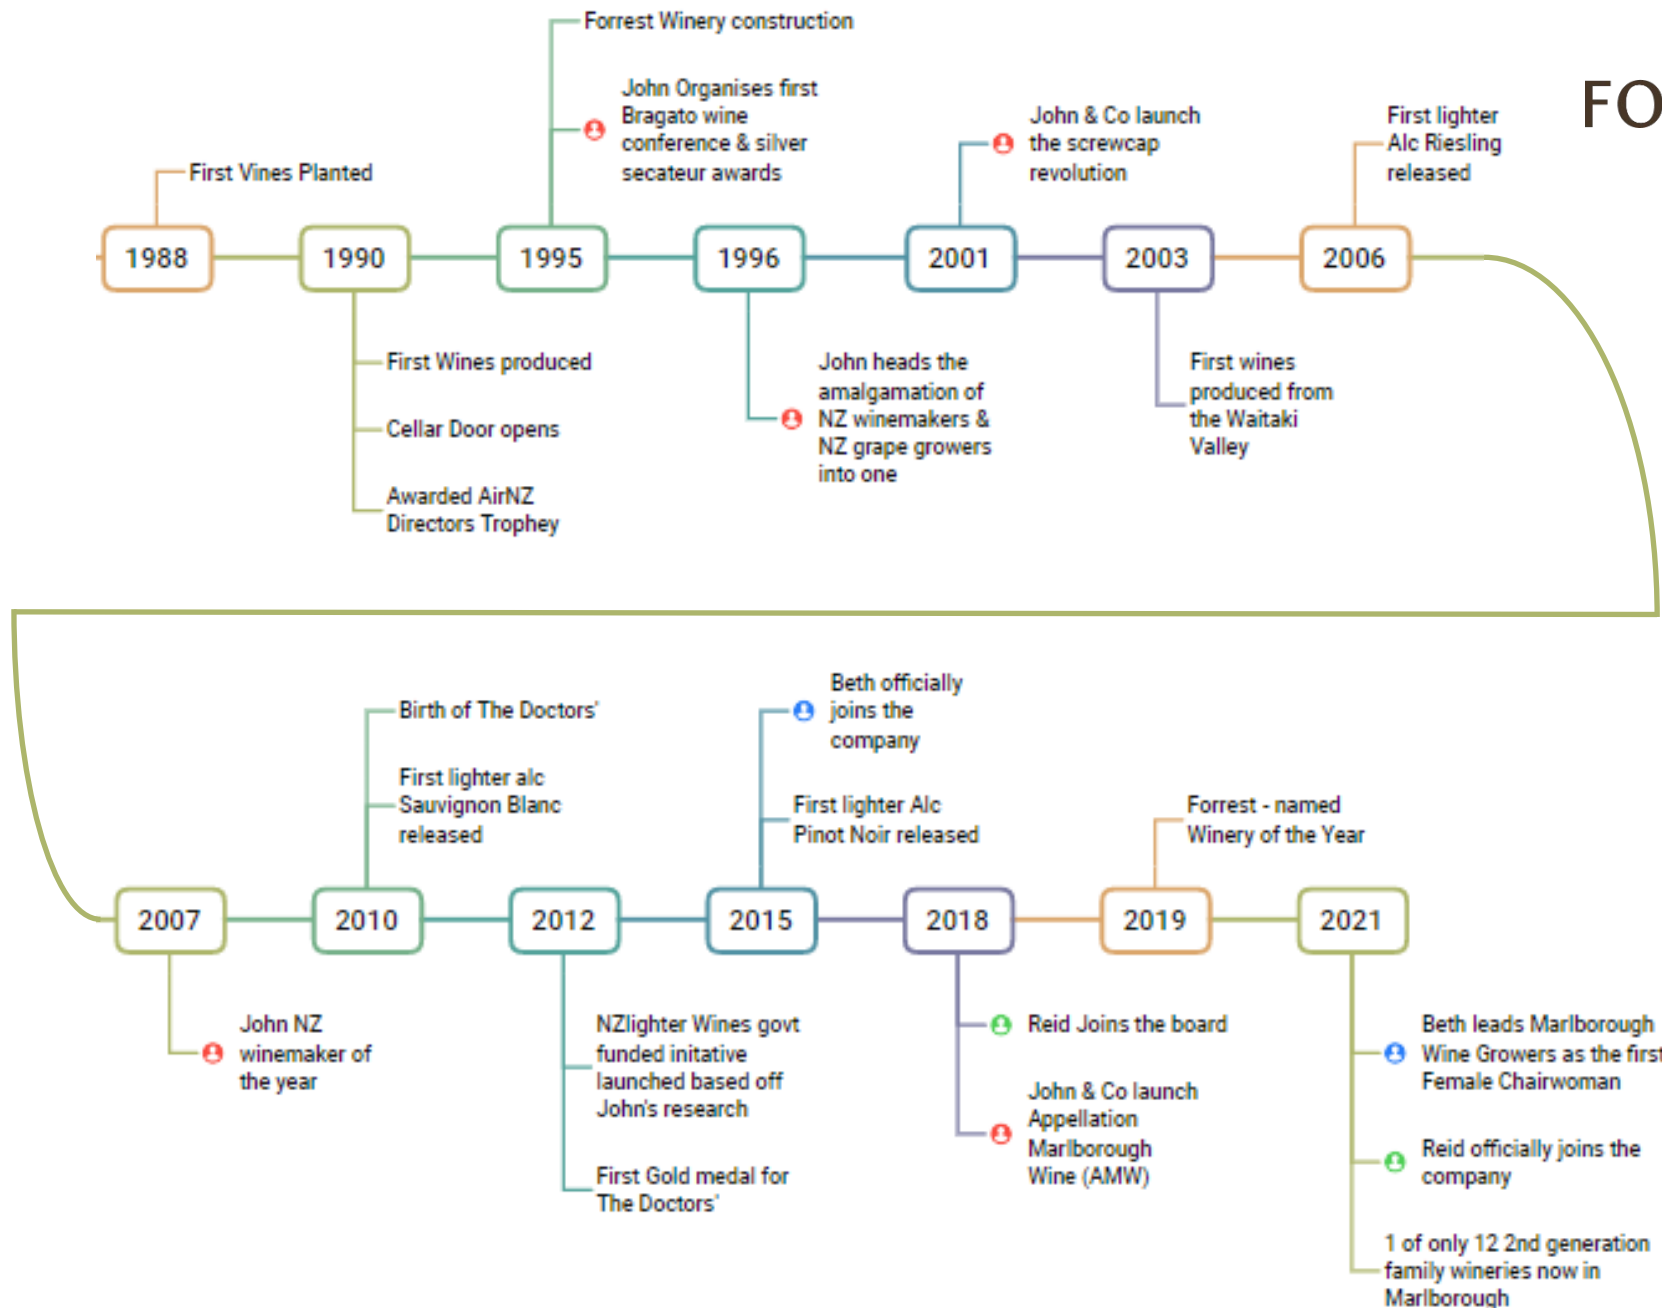 FO
Forrest Winery construction
John Organises first
Bragato wine
conference & silver
secateur awards
John & Co launch
the screwcap
revolution
First lighter
Alc Riesling
released
First Vines Planted
1988
1990
1995
1996
2001
2003
2006
First Wines produced
Cellar Door opens
Awarded AirNZ
Directors Trophey
John heads the
amalgamation of
NZ winemakers &
NZ grape growers
into one
First wines
produced from
the Waitaki
Valley
Birth of The Doctors'
First lighter alc
Sauvignon Blanc
released
Beth officially
joins the
company
First lighter Alc
Pinot Noir released
Forrest - named
Winery of the Year
2007
2010
2012
2015
2018
2019
2021
John NZ
winemaker of
the year
NZlighter Wines govt
funded initative
launched based off
John's research
First Gold medal for
The Doctors'
Reid Joins the board
John & Co launch
Appellation
Marlborough
Wine (AMW)
Beth leads Marlborough
Wine Growers as the first
Female Chairwoman
Reid officially joins the
company
1 of only 12 2nd generation
family wineries now in
Marlborough